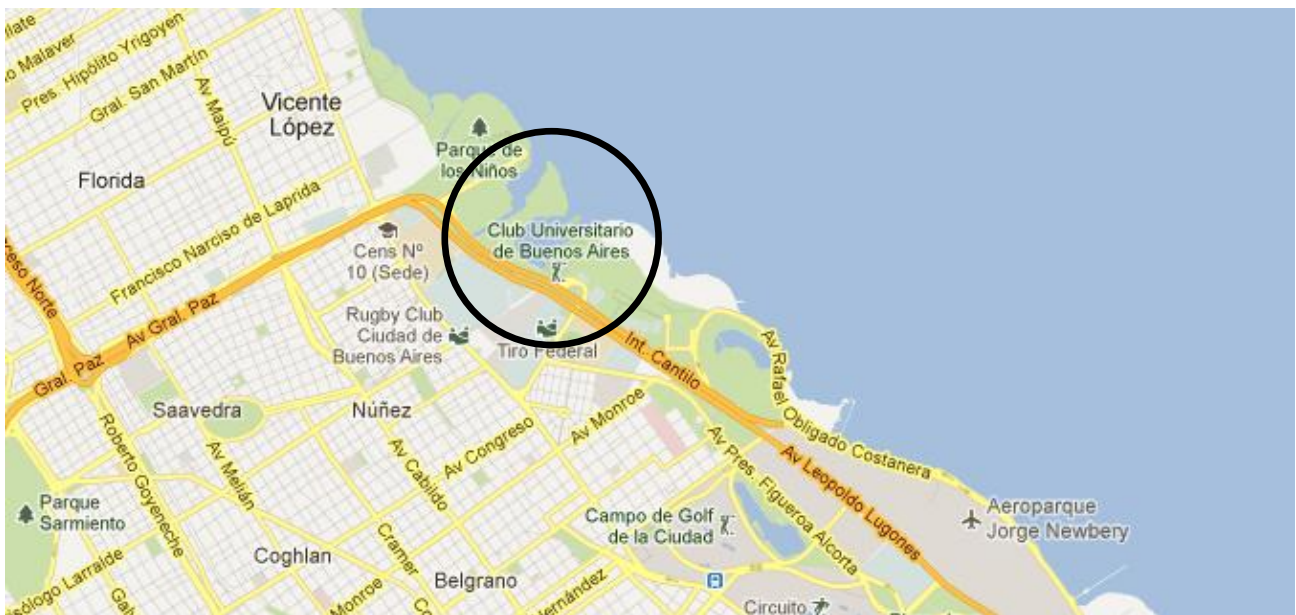 Malaver
Pres. Hipólito Yrigoyen
Gral. San Martín
Av Maipú
Vicente
López
Parque de
los Niños
Florida
Francisco Narciso de Laprida
Club Universitario
de Buenos Aires
Cens Nº
10 (Sede)
Av Gral. Paz
Gral. Paz
Rugby Club
Ciudad de
Buenos Aires
Tiro Federal
Int. Cantilo
Av Rafael Obligado Costanera
Saavedra
Núñez
Av Monroe
Av Congreso
Roberto Goyeneche
Av Melián
Av Cabildo
Av Pres. Figueroa Alcorta
Av Leopoldo Lugones
Parque
Sarmiento
Campo de Golf
de la Ciudad
Aeroparque
Jorge Newbery
Coghlan
Cramer
Belgrano
Larralde
Monroe
Circuito